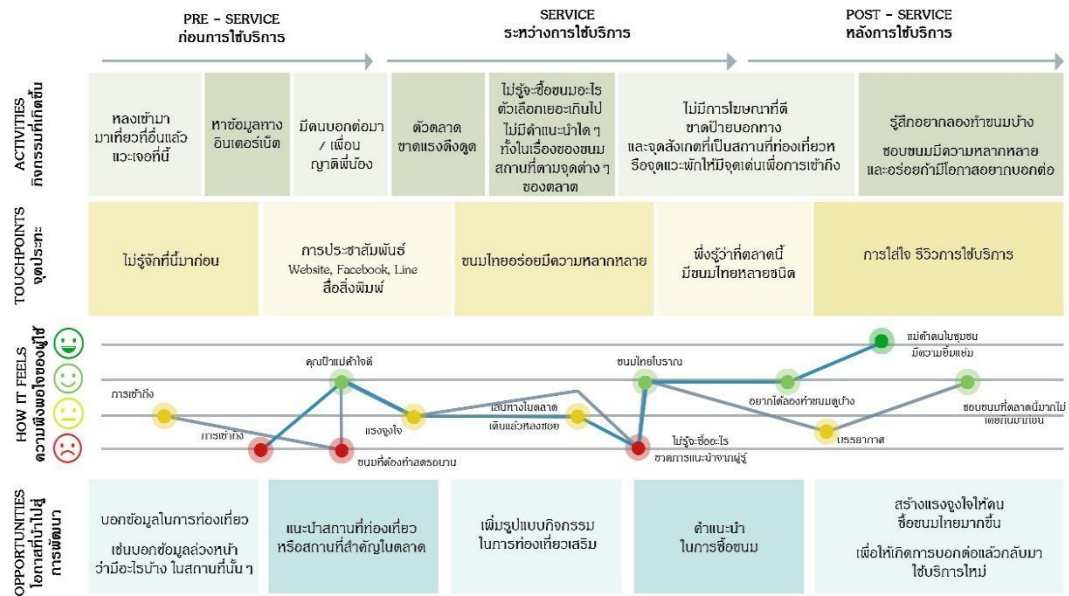 PRE - SERVICE
ก่อนการใช้บริการ
SERVICE
ระหว่างการใช้บริการ
POST - SERVICE
หลังการใช้บริการ
ACTIVITIES
กิจกรรมที่เกิดขึ้น
หลงเข้ามา
มาเที่ยวที่อื่นแล้ว
แวะเจอที่นี่
หาข้อมูลทาง
อินเตอร์เน็ต
มีคนบอกต่อมา
/ เพื่อน
ญาติพี่น้อง
ตัวตลาด
ขาดแรงดึงดูด
ไม่รู้จะซื้อขนมอะไร
ตัวเลือกเยอะเกินไป
ไม่มีคำแนะนำใด ๆ
ทั้งในเรื่องของขนม
สถานที่ตามจุดต่าง ๆ
ของตลาด
ไม่มีการโฆษณาที่ดี
ขาดป้ายบอกทาง
และจุดสังเกตที่เป็นสถานที่ท่องเที่ยวห
รือจุดแวะพักให้มีจุดเด่นเพื่อการเข้าถึง
รู้สึกอยากลองทำขนมบ้าง
ชอบขนมมีความหลากหลาย
และอร่อยถ้ามีโอกาสอยากบอกต่อ
TOUCHPOINTS
จุดประทะ
ไม่รู้จักที่นี้มาก่อน
การประชาสัมพันธ์
Website, Facebook, Line
สื่อสิ่งพิมพ์
ขนมไทยอร่อยมีความหลากหลาย
พึ่งรู้ว่าที่ตลาดนี้
มีขนมไทยหลายชนิด
การใส่ใจ รีวิวการใช้บริการ
HOW IT FEELS
ความพึงพอใจของผู้ใช้
การเข้าถึง
การเข้าถึง
คุณป้าแม่ค้าใจดี
ขนมที่ต้องทำสดรอนาน
แรงจูงใจ
เส้นทางในตลาด
เดินแล้วหลงซอย
ขนมไทยโบราณ
ไม่รู้จะซื้ออะไร
ขาดการแนะนำจากผู้รู้
อยากได้ลองทำขนมดูบ้าง
บรรยากาศ
แม่ค้าคนในชุมชน
มีความยิ้มแย้ม
ชอบขนมที่ตลาดนี้มากไม่
เคยกินมาก่อน
OPPORTUNITIES
โอกาสที่นำไปสู่
การพัฒนา
บอกข้อมูลในการท่องเที่ยว
เช่นบอกข้อมูลล่วงหน้า
ว่ามีอะไรบ้าง ในสถานที่นั้น ๆ
แนะนำสถานที่ท่องเที่ยว
หรือสถานที่สำคัญในตลาด
เพิ่มรูปแบบกิจกรรม
ในการท่องเที่ยวเสริม
คำแนะนำ
ในการซื้อขนม
สร้างแรงจูงใจให้คน
ซื้อขนมไทยมากขึ้น
เพื่อให้เกิดการบอกต่อแล้วกลับมา
ใช้บริการใหม่